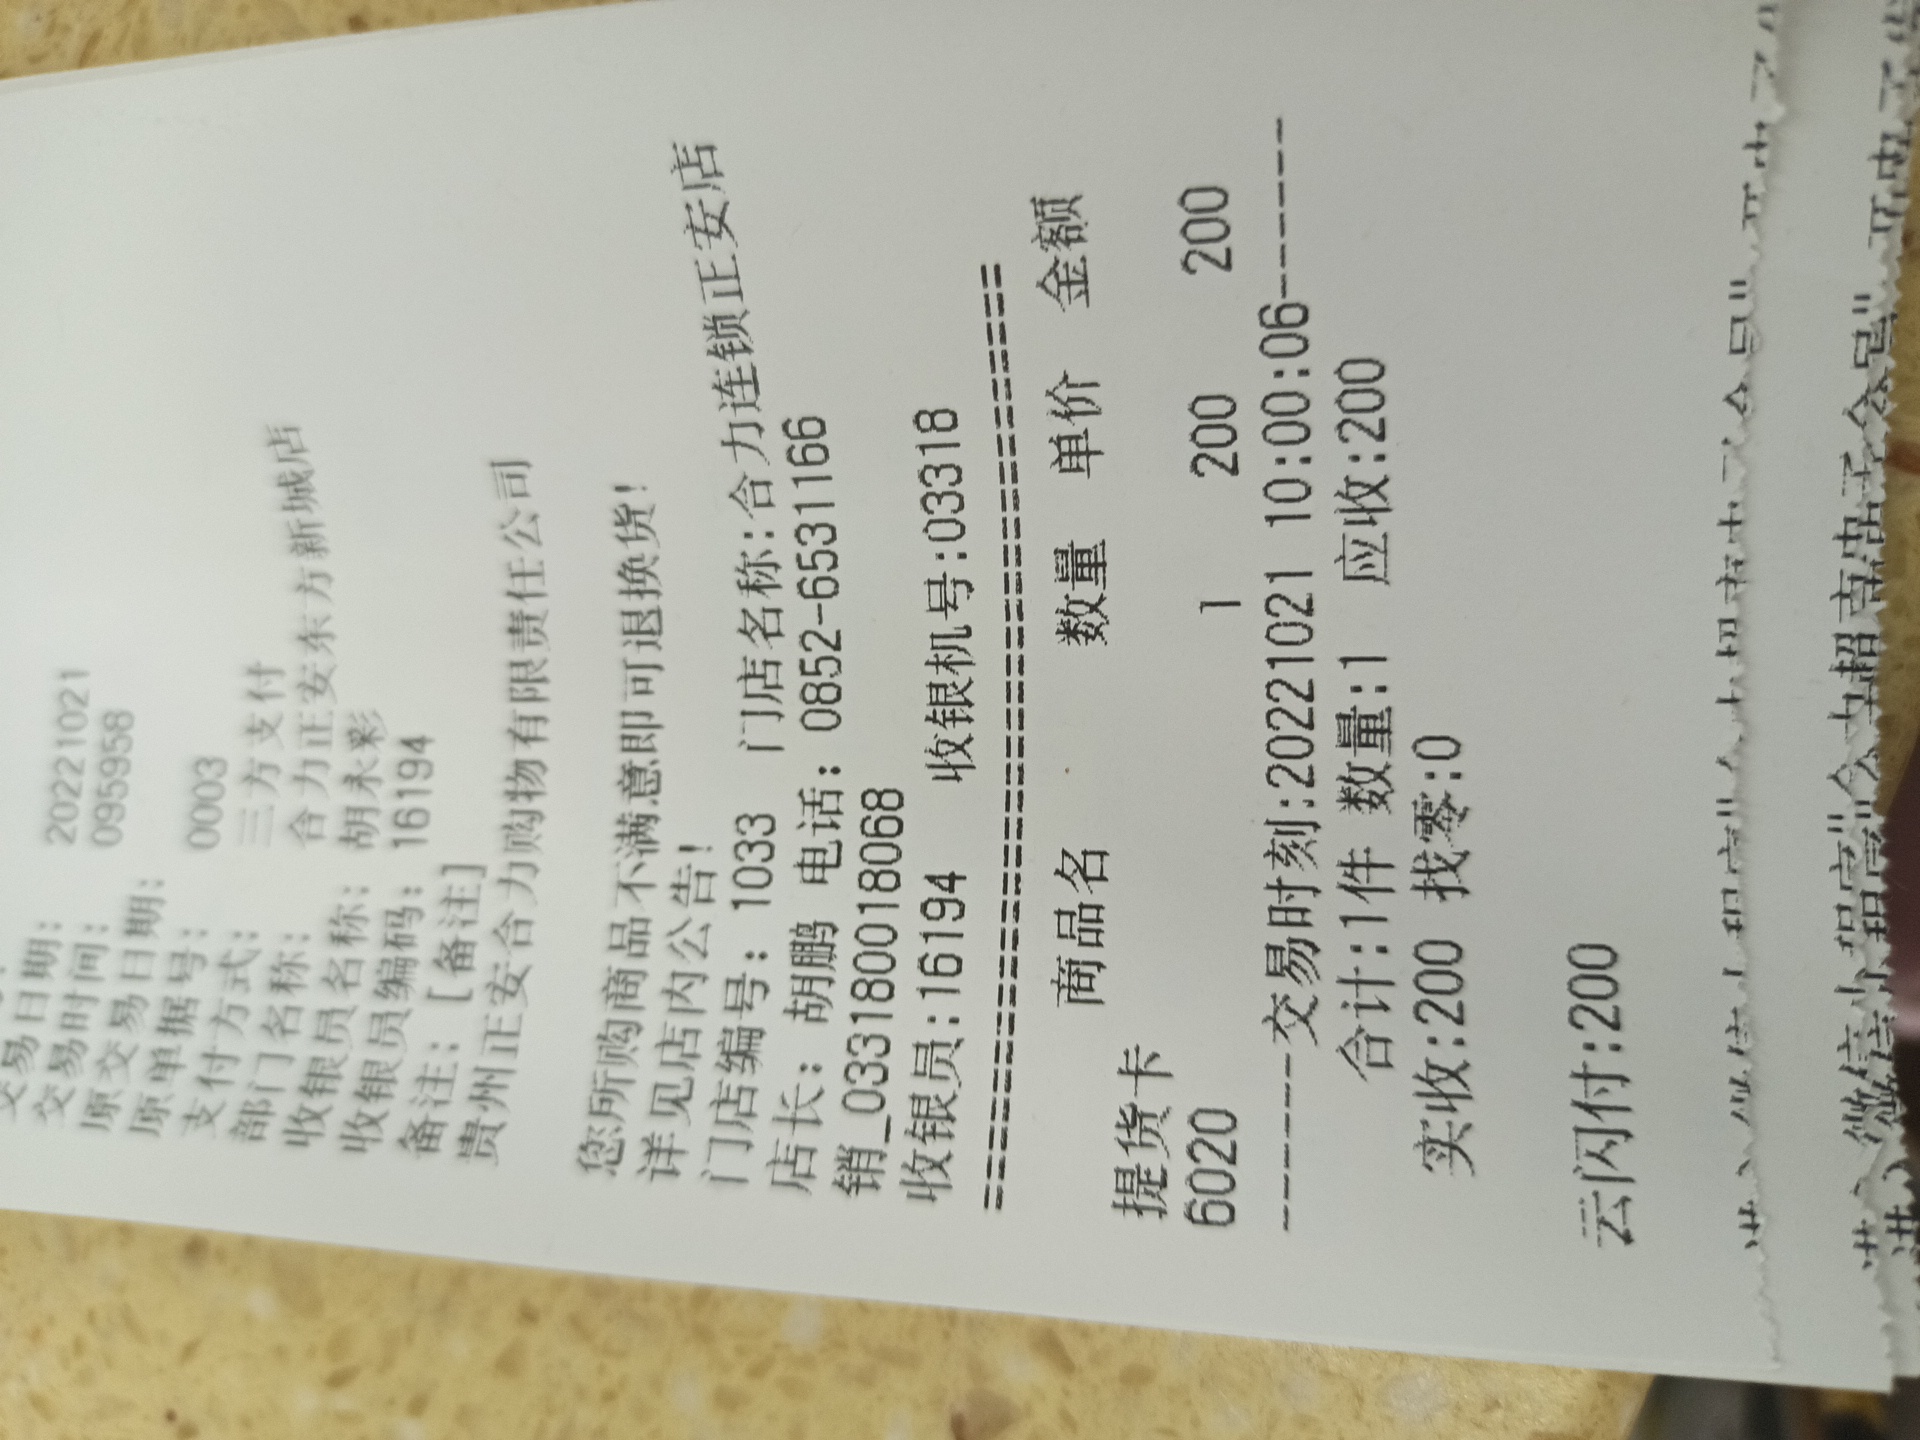 交易日期： 20221021
交易时间： 0959958
原交易日期：
原单据号： 0003
支付方式： 三方支付
部门名称： 合力正安东方新城店
收银员名称： 胡永彩
收银员编码： 16194
备注：[备注]
贵州正安合力购物有限责任公司
您所购商品不满意即可退换货！
详见店内公告！
门店编号：1033 门店名称：合力连锁正安店
店长：胡鹏 电话：0852-6531166
销_033180018068
收银员:16194 收银机号:03318
================================
商品名 数量 单价 金额
提货卡
6020 1 200 200
------交易时刻:20221021 10:00:06------
合计:1件 数量:1 应收:200
实收:200 找零:0
云闪付:200